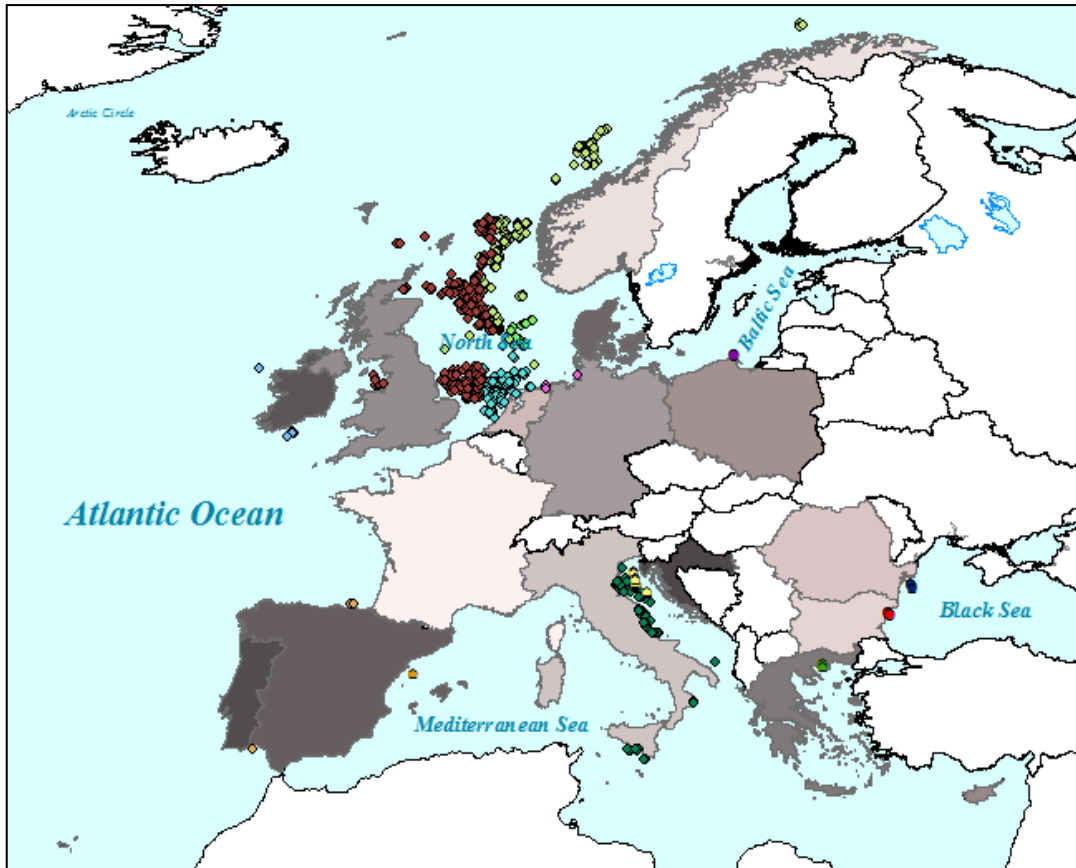 Arctic Circle
Baltic Sea
North Sea
Atlantic Ocean
Black Sea
Mediterranean Sea